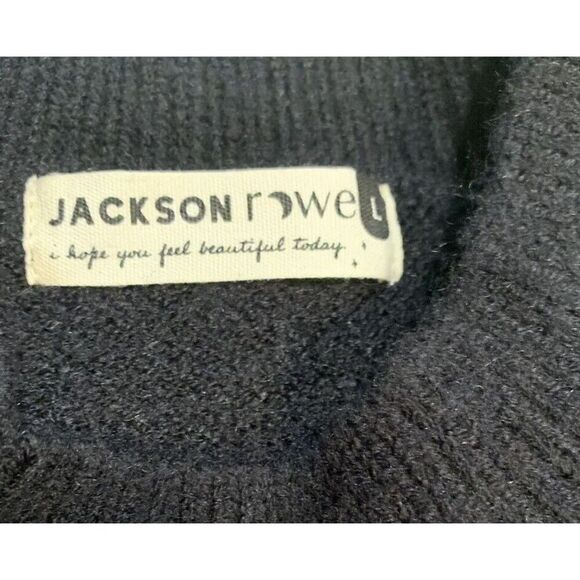 JACKSON rowe L
i hope you feel beautiful today.